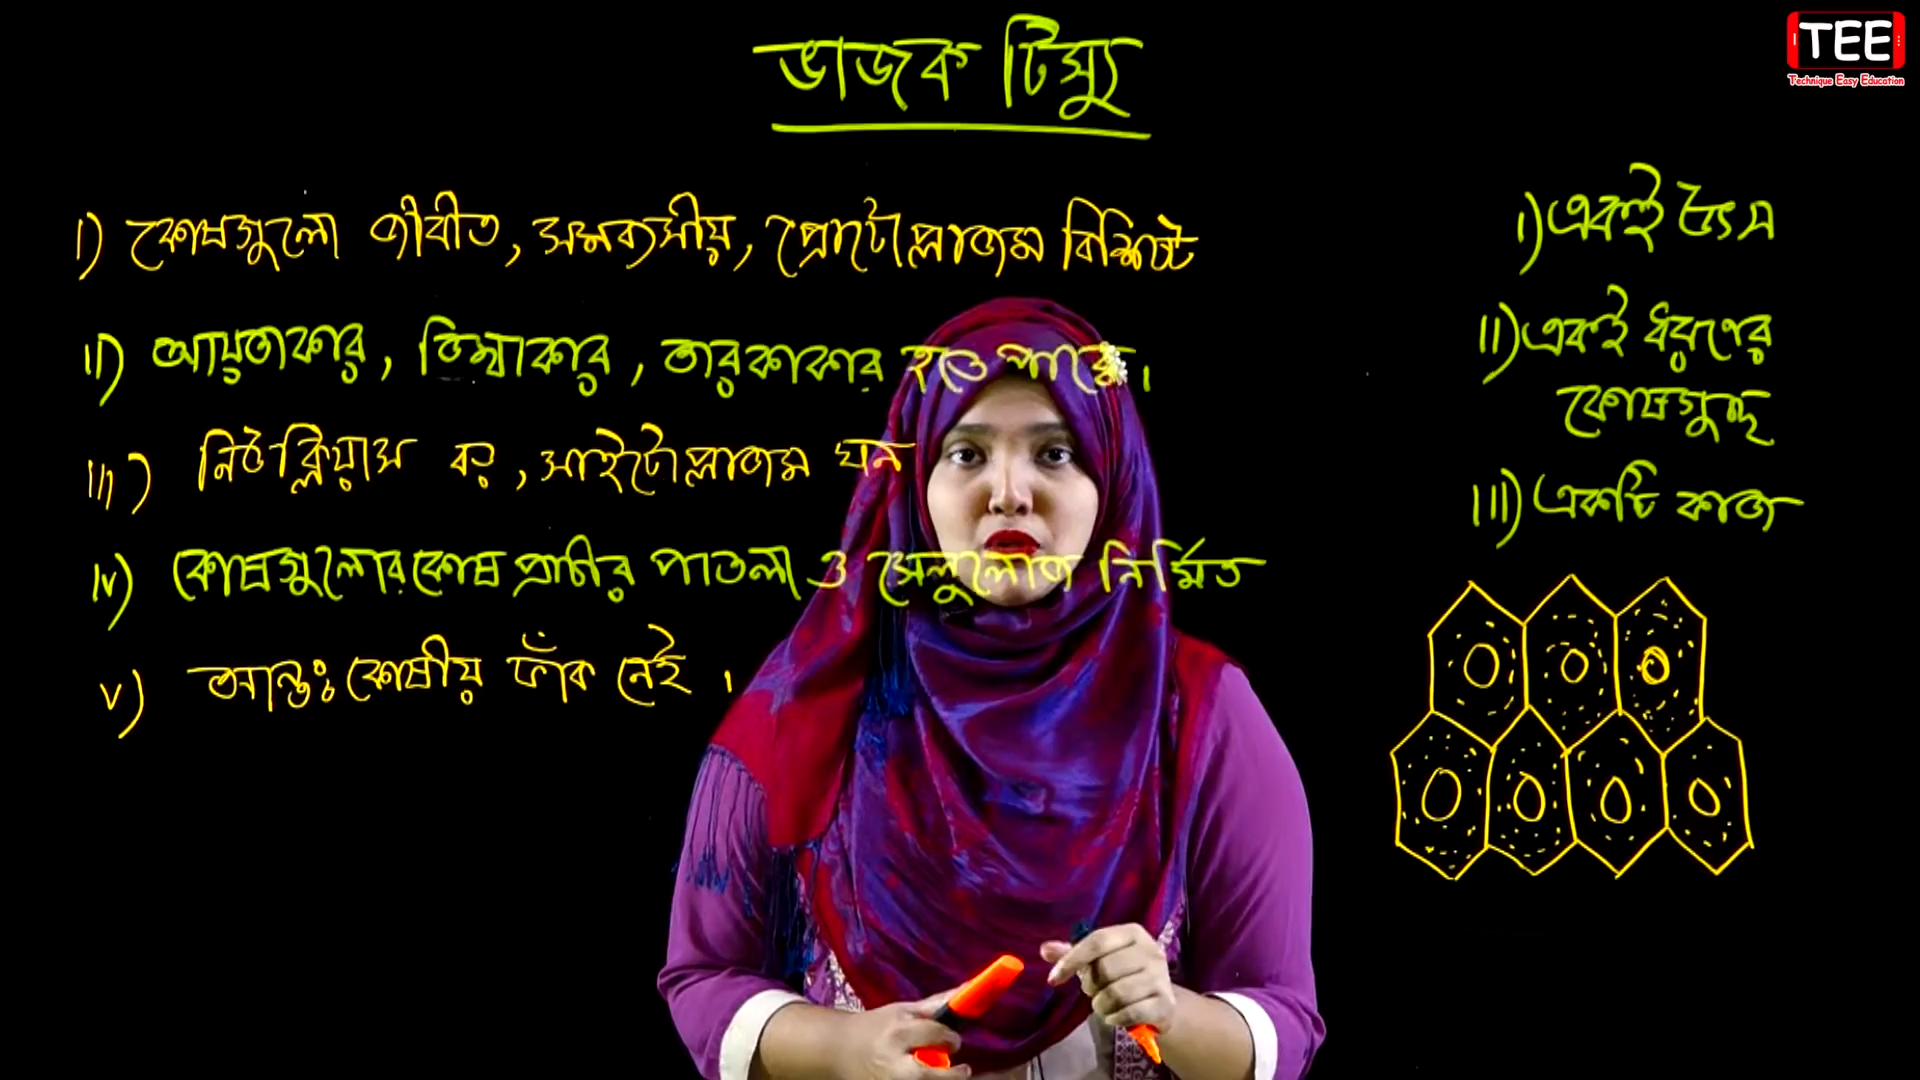 ভাজক টিস্যু
TEE
Technique Easy Education
i) কোষগুলো জীবীত, সমব্যসীয়, প্রোটোপ্লাজম বিশিষ্ট
ii) আয়তাকার, ডিম্বাকার, তারকাকার হতে পারে।
iii) নিউক্লিয়াস বড়, সাইটোপ্লাজম ঘন
iv) কোষগুলোর কোষ প্রাচীর পাতলা ও সেলুলোজ নির্মিত
v) আন্তঃকোষীয় ফাঁক নেই।
i) একই উৎস
ii) একই ধরণের
কোষগুচ্ছ
iii) একটি কাজ